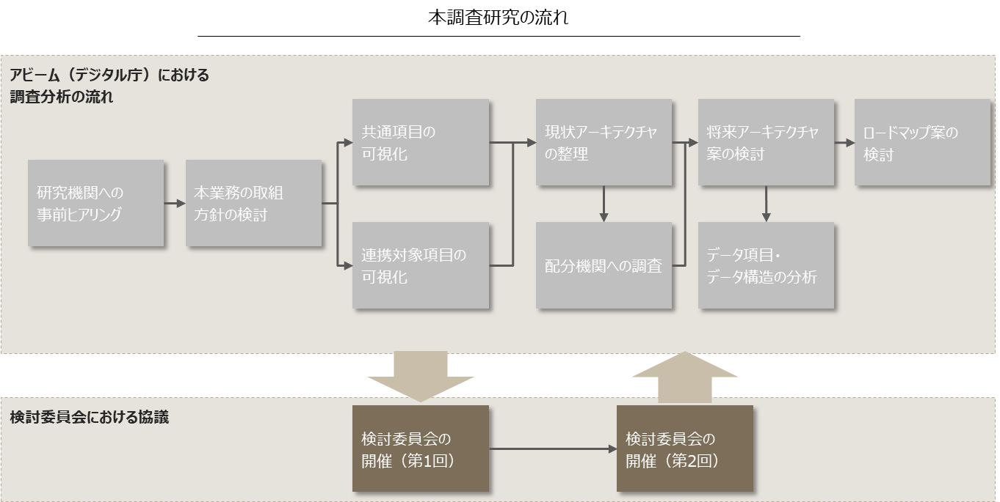 本調査研究の流れ
アビーム（デジタル庁）における
調査分析の流れ
研究機関への
事前ヒアリング
本業務の取組
方針の検討
共通項目の
可視化
連携対象項目の
可視化
現状アーキテクチャ
の整理
配分機関への調査
将来アーキテクチャ
案の検討
データ項目・
データ構造の分析
ロードマップ案の
検討
検討委員会における協議
検討委員会の
開催（第1回）
検討委員会の
開催（第2回）